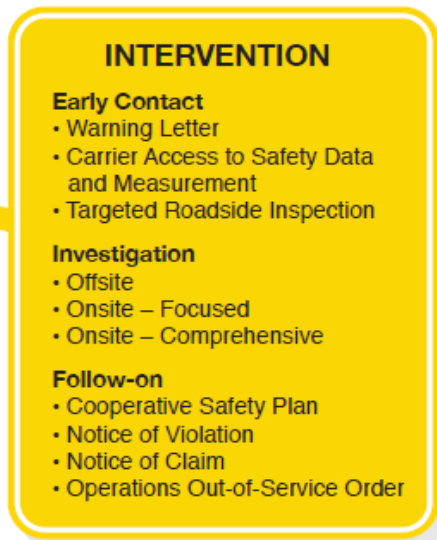 INTERVENTION
Early Contact
• Warning Letter
• Carrier Access to Safety Data
and Measurement
• Targeted Roadside Inspection
Investigation
• Offsite
• Onsite – Focused
• Onsite – Comprehensive
Follow-on
• Cooperative Safety Plan
• Notice of Violation
• Notice of Claim
• Operations Out-of-Service Order